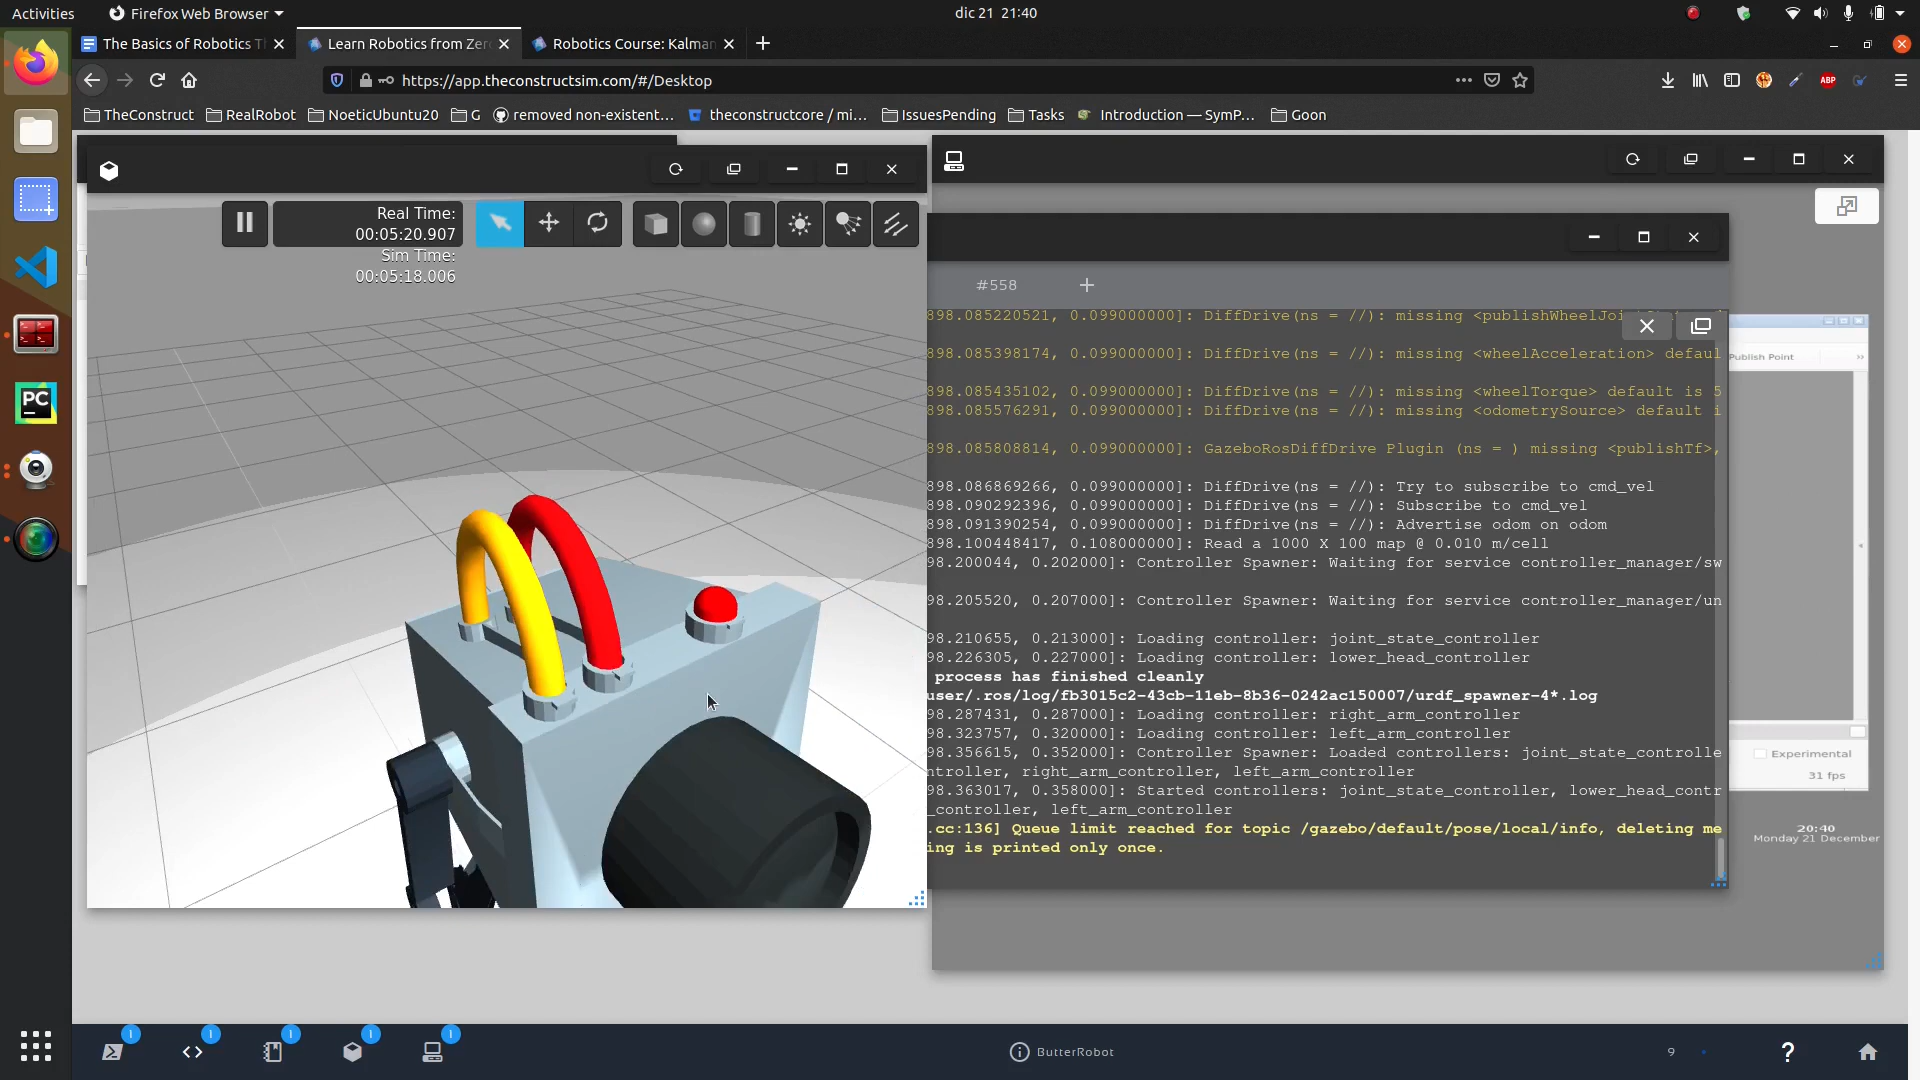 Activities
Firefox Web Browser
dic 21 21:40
The Basics of Robotics T
Learn Robotics from Zer
Robotics Course: Kalman
https://app.theconstructsim.com/#/Desktop
ABP
TheConstruct
RealRobot
NoeticUbuntu20
G
removed non-existent…
theconstructcore / mi…
IssuesPending
Tasks
Introduction — SymP…
Goon
Real Time:
00:05:20.907
Sim Time:
00:05:18.006
#558
898.085220521, 0.099000000]: DiffDrive(ns = //): missing <publishWheelJoi
898.085398174, 0.099000000]: DiffDrive(ns = //): missing <wheelAcceleration> defaul
898.085435102, 0.099000000]: DiffDrive(ns = //): missing <wheelTorque> default is 5
898.085576291, 0.099000000]: DiffDrive(ns = //): missing <odometrySource> default i
898.085808814, 0.099000000]: GazeboRosDiffDrive Plugin (ns = ) missing <publishTf>,
898.086869266, 0.099000000]: DiffDrive(ns = //): Try to subscribe to cmd_vel
898.090292396, 0.099000000]: DiffDrive(ns = //): Subscribe to cmd_vel
898.091390254, 0.099000000]: DiffDrive(ns = //): Advertise odom on odom
898.100448417, 0.108000000]: Read a 1000 X 100 map @ 0.010 m/cell
98.200044, 0.202000]: Controller Spawner: Waiting for service controller_manager/sw
98.205520, 0.207000]: Controller Spawner: Waiting for service controller_manager/un
98.210655, 0.213000]: Loading controller: joint_state_controller
98.226305, 0.227000]: Loading controller: lower_head_controller
process has finished cleanly
user/.ros/log/fb3015c2-43cb-11eb-8b36-0242ac150007/urdf_spawner-4*.log
98.287431, 0.287000]: Loading controller: right_arm_controller
98.323757, 0.320000]: Loading controller: left_arm_controller
98.356615, 0.352000]: Controller Spawner: Loaded controllers: joint_state_controlle
ntroller, right_arm_controller, left_arm_controller
98.363017, 0.358000]: Started controllers: joint_state_controller, lower_head_contr
_controller, left_arm_controller
.cc:136] Queue limit reached for topic /gazebo/default/pose/local/info, deleting me
ing is printed only once.
Publish Point
»
Experimental
31 fps
20:40
Monday 21 December
PC
ButterRobot
9
?